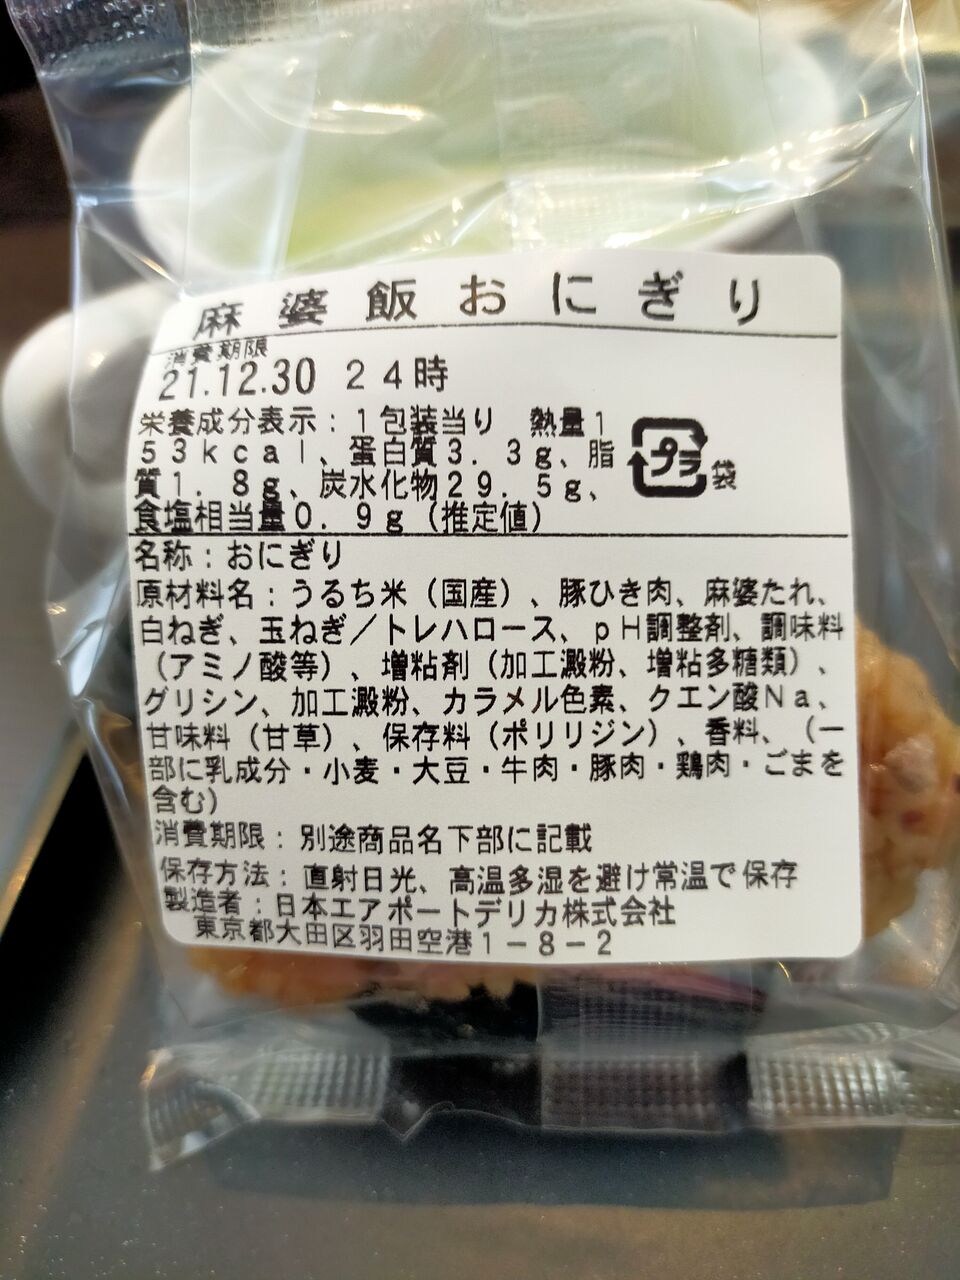 麻婆飯おにぎり
消費期限
21.12.30 24時
栄養成分表示：1包装当り 熱量1
53kcal、蛋白質3.3g、脂
質1.8g、炭水化物29.5g、
食塩相当量0.9g（推定値）
プラ
袋
名称：おにぎり
原材料名：うるち米（国産）、豚ひき肉、麻婆たれ、
白ねぎ、玉ねぎ／トレハロース、pH調整剤、調味料
（アミノ酸等）、増粘剤（加工澱粉、増粘多糖類）、
グリシン、加工澱粉、カラメル色素、クエン酸Na、
甘味料（甘草）、保存料（ポリリジン）、香料、（一
部に乳成分・小麦・大豆・牛肉・豚肉・鶏肉・ごまを
含む）
消費期限：別途商品名下部に記載
保存方法：直射日光、高温多湿を避け常温で保存
製造者：日本エアポートデリカ株式会社
東京都大田区羽田空港1－8－2